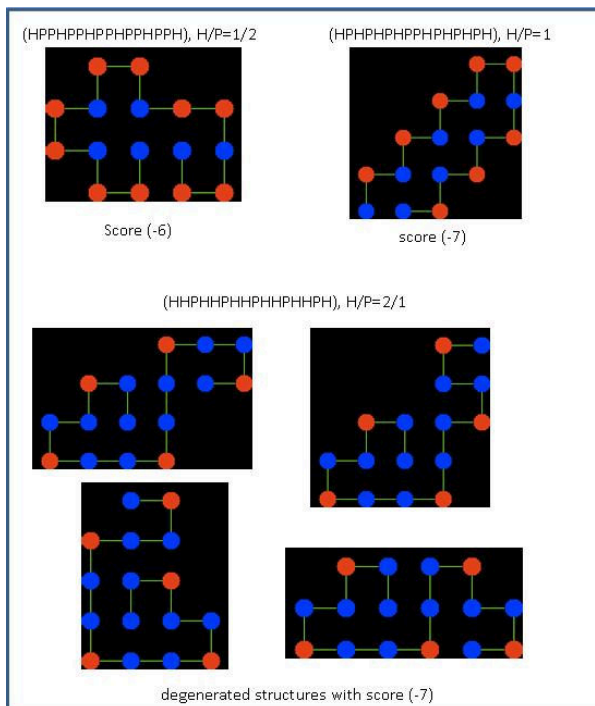 (HPPHPPHPPHPPHPPH), H/P=1/2
(HPHPHPHPPHPHPHPH), H/P=1
Score (-6)
score (-7)
(HHPHHPHHPHHPHHPH), H/P=2/1
degenerated structures with score (-7)